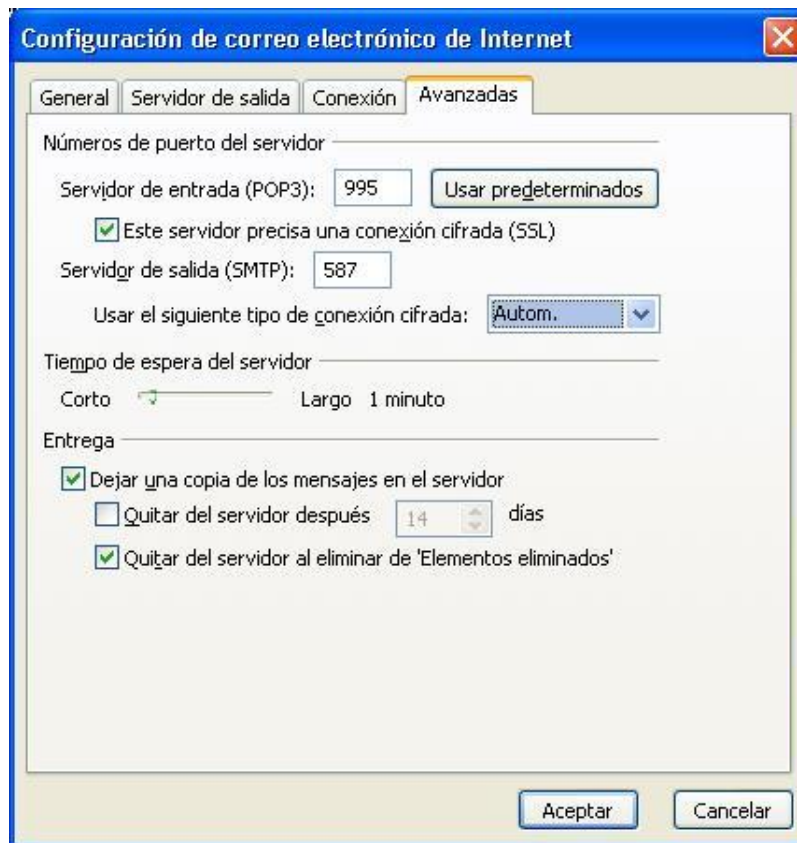 Configuración de correo electrónico de Internet
General Servidor de salida Conexión Avanzadas
Números de puerto del servidor
Servidor de entrada (POP3): 995 Usar predeterminados
Este servidor precisa una conexión cifrada (SSL)
Servidor de salida (SMTP): 587
Usar el siguiente tipo de conexión cifrada: Autom.
Tiempo de espera del servidor
Corto Largo 1 minuto
Entrega
Dejar una copia de los mensajes en el servidor
Quitar del servidor después 14 días
Quitar del servidor al eliminar de 'Elementos eliminados'
Aceptar Cancelar